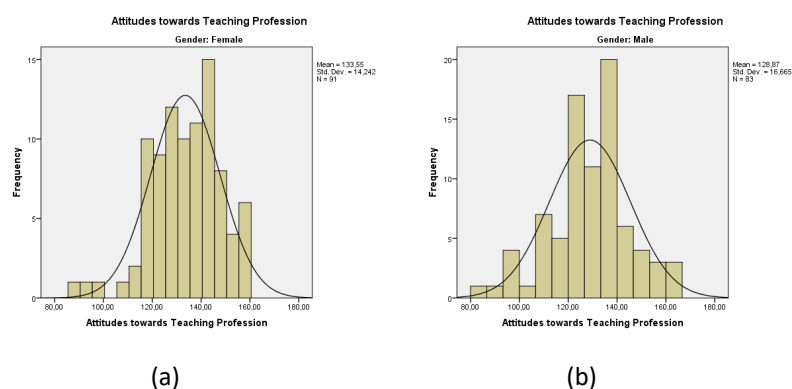 Attitudes towards Teaching Profession
Gender: Female
Mean = 133,55
Std. Dev. = 14,242
N = 91
15
10
5
0
Frequency
80,00 100,00 120,00 140,00 160,00 180,00
Attitudes towards Teaching Profession
(a)
Attitudes towards Teaching Profession
Gender: Male
Mean = 128,87
Std. Dev. = 16,665
N = 83
20
15
10
5
0
Frequency
80,00 100,00 120,00 140,00 160,00 180,00
Attitudes towards Teaching Profession
(b)